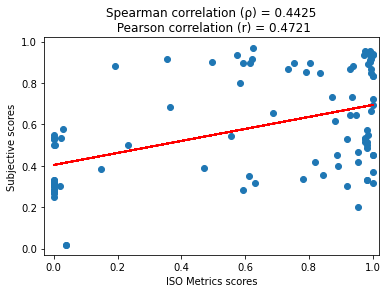 Spearman correlation (ρ) = 0.4425
Pearson correlation (r) = 0.4721
Subjective scores
1.0
0.8
0.6
0.4
0.2
0.0
0.0 0.2 0.4 0.6 0.8 1.0
ISO Metrics scores